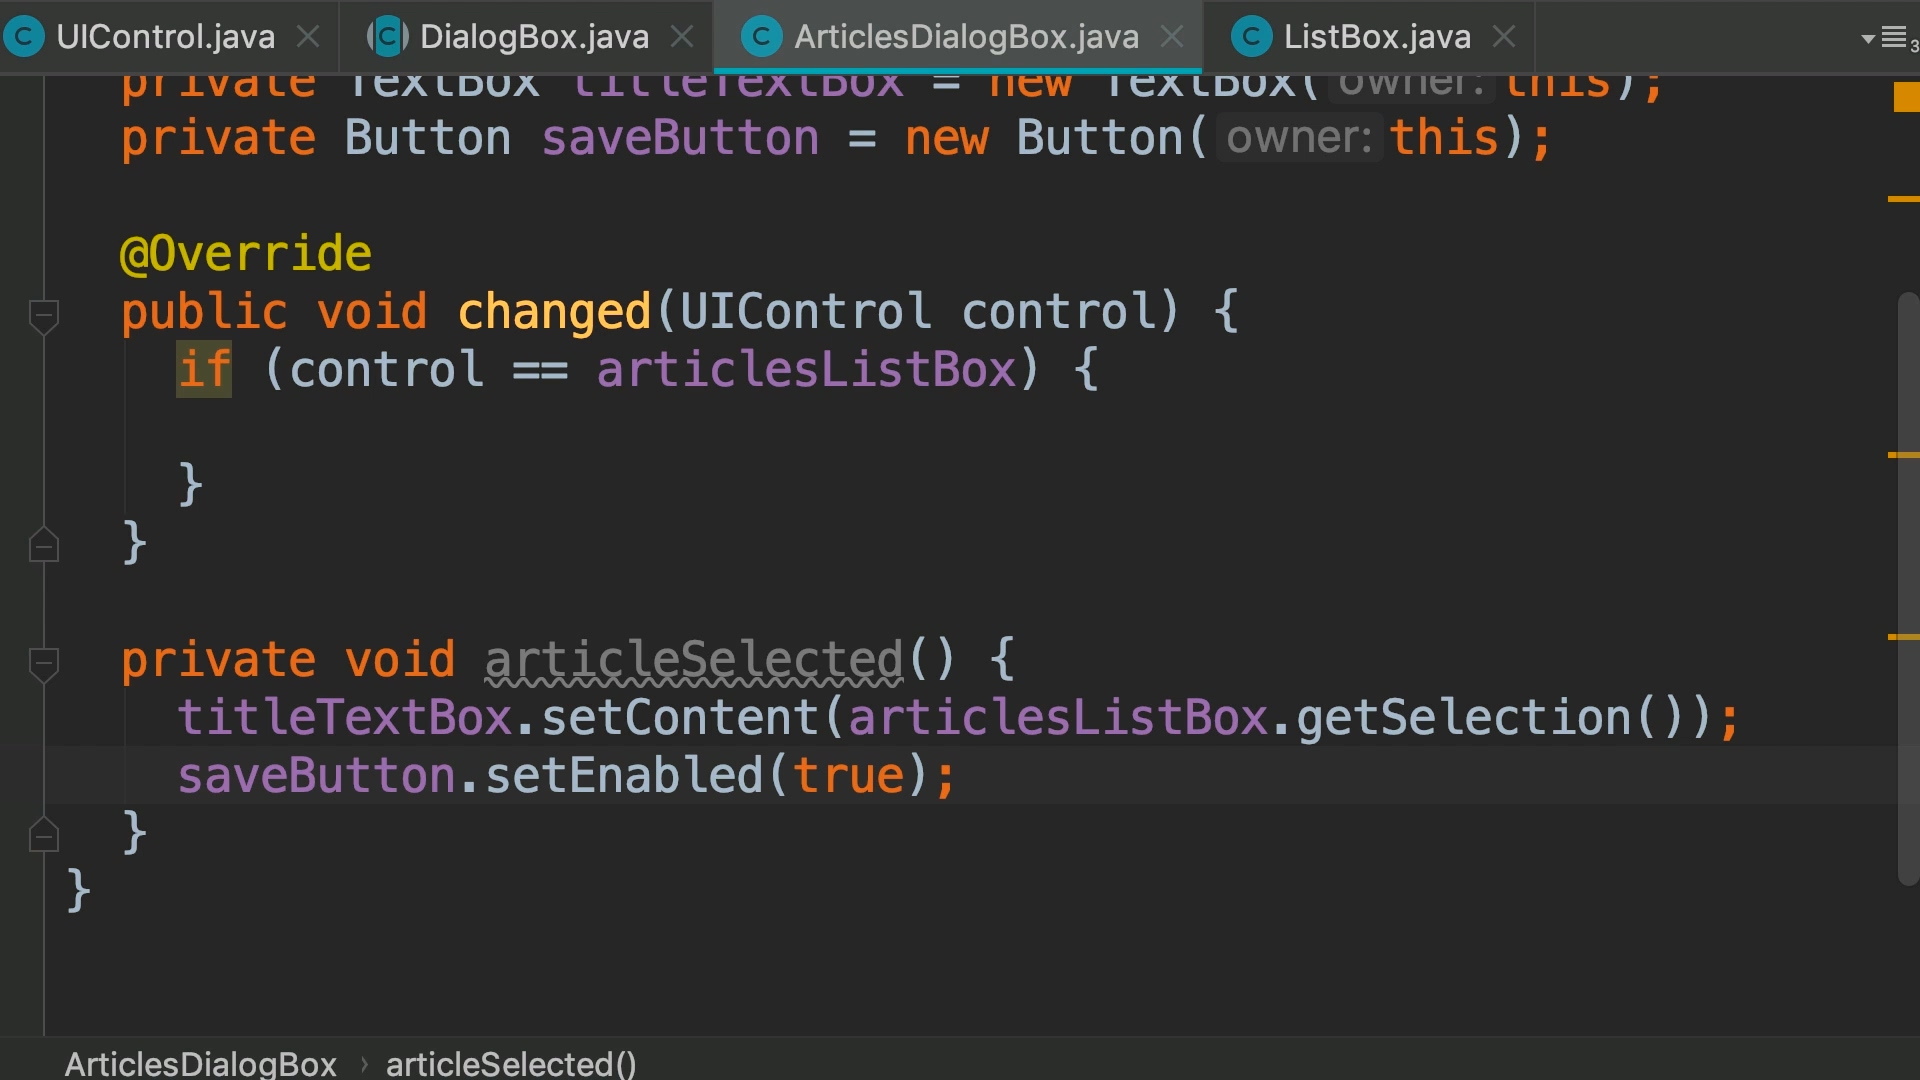 UIControl.java DialogBox.java ArticlesDialogBox.java ListBox.java 3
private TextBox titleTextBox = new TextBox( owner: this);
private Button saveButton = new Button( owner: this);
@Override
public void changed(UIControl control) {
if (control == articlesListBox) {
}
}
private void articleSelected() {
titleTextBox.setContent(articlesListBox.getSelection());
saveButton.setEnabled(true);
}
}
ArticlesDialogBox › articleSelected()